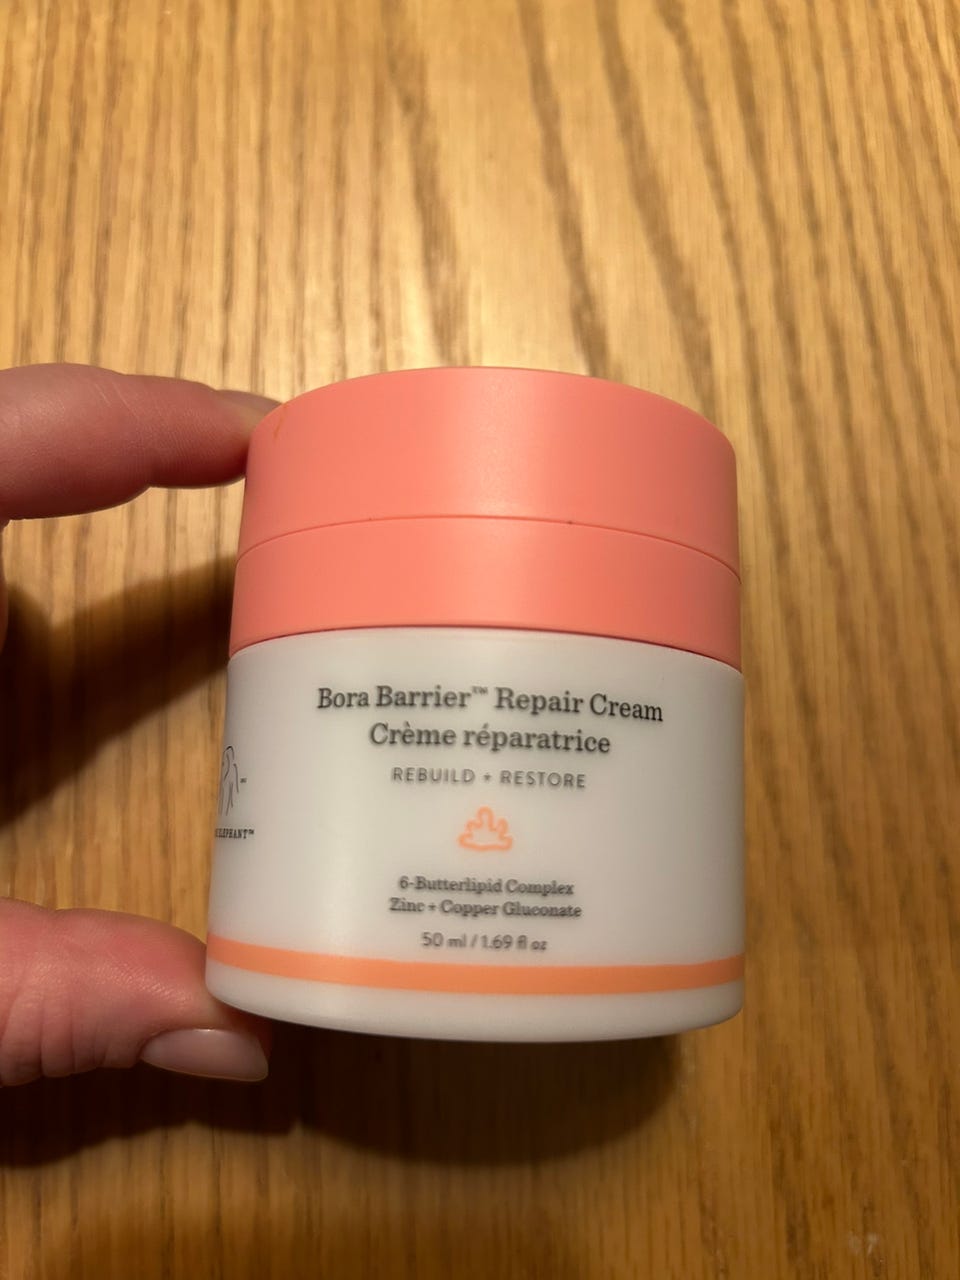 Bora Barrier™ Repair Cream
Crème réparatrice
REBUILD + RESTORE
6-Butterlipid Complex
Zinc + Copper Gluconate
50 ml / 1.69 fl oz
ELEPHANT™